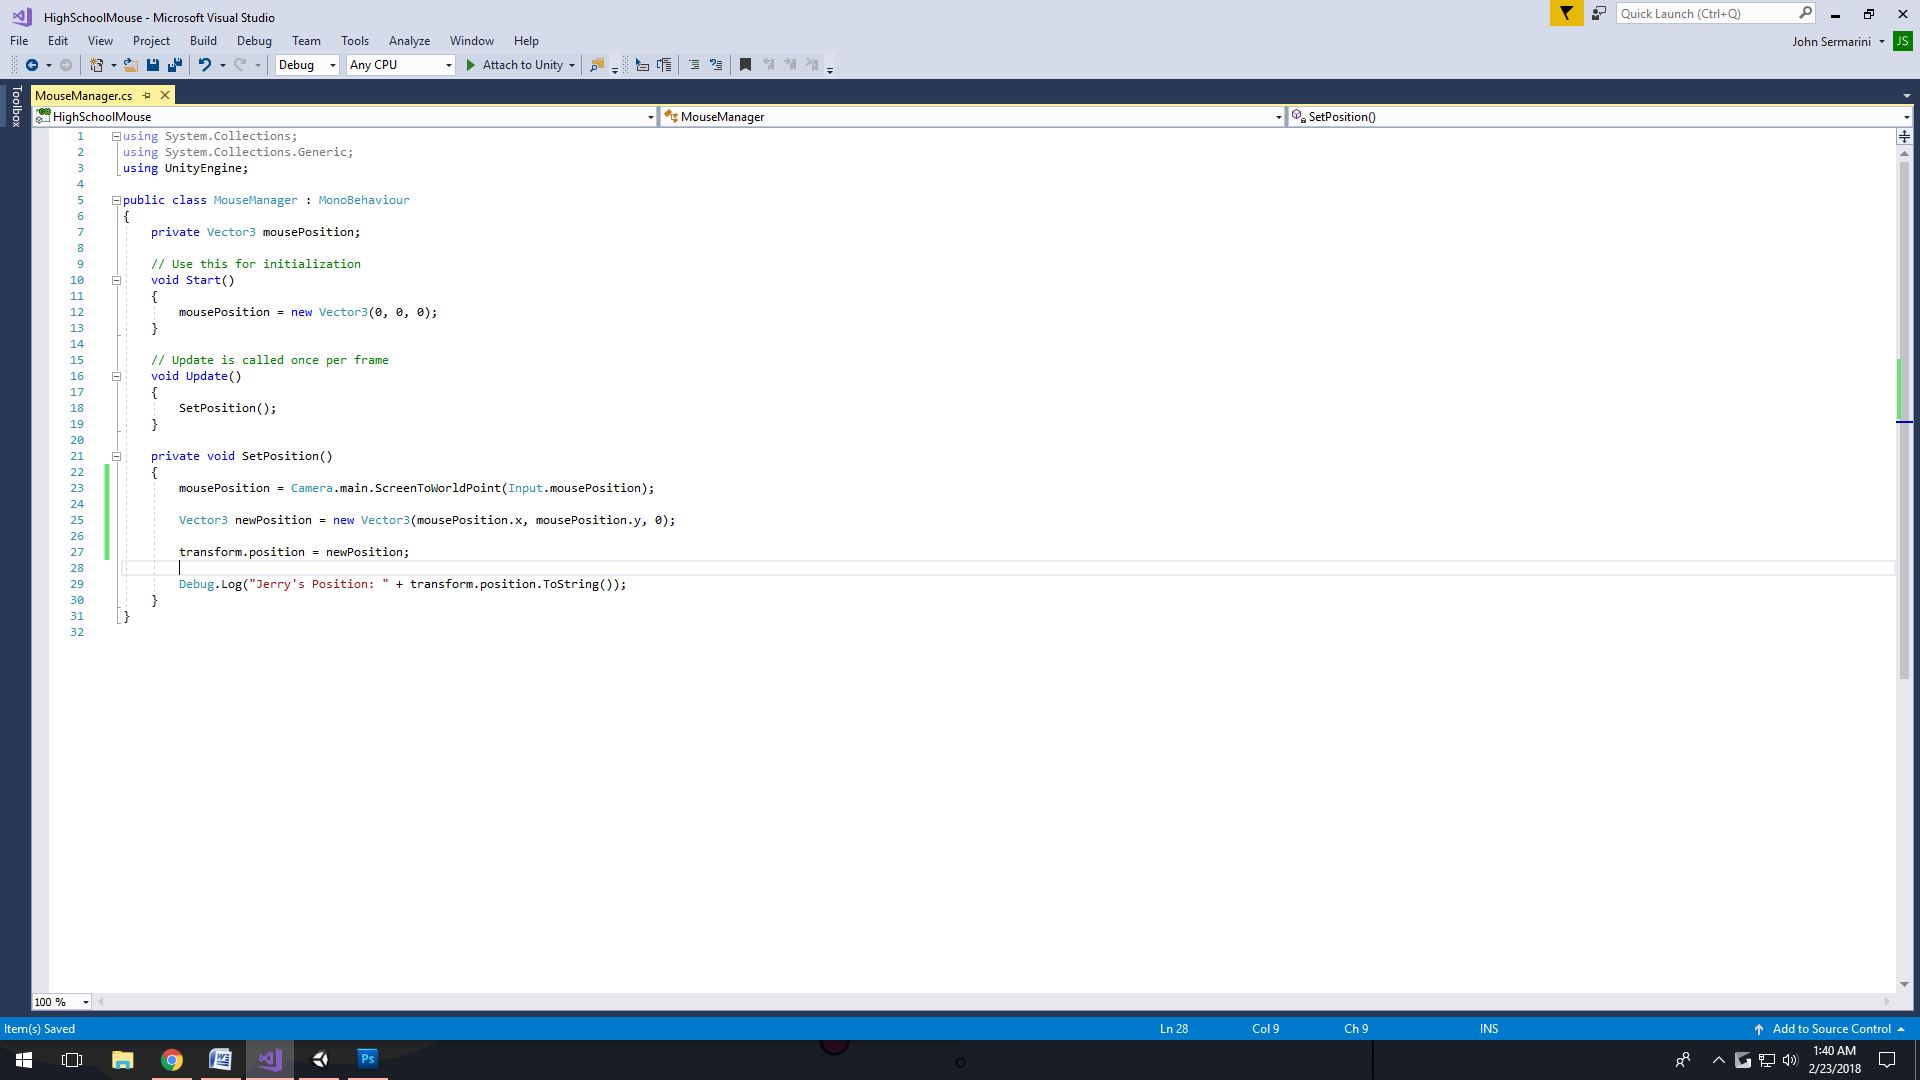 HighSchoolMouse - Microsoft Visual Studio
Quick Launch (Ctrl+Q)
File Edit View Project Build Debug Team Tools Analyze Window Help
John Sermarini JS
Debug Any CPU Attach to Unity
Toolbox
MouseManager.cs
HighSchoolMouse MouseManager SetPosition()
1 using System.Collections;
2 using System.Collections.Generic;
3 using UnityEngine;
4
5 public class MouseManager : MonoBehaviour
6 {
7 private Vector3 mousePosition;
8
9 // Use this for initialization
10 void Start()
11 {
12 mousePosition = new Vector3(0, 0, 0);
13 }
14
15 // Update is called once per frame
16 void Update()
17 {
18 SetPosition();
19 }
20
21 private void SetPosition()
22 {
23 mousePosition = Camera.main.ScreenToWorldPoint(Input.mousePosition);
24
25 Vector3 newPosition = new Vector3(mousePosition.x, mousePosition.y, 0);
26
27 transform.position = newPosition;
28
29 Debug.Log("Jerry's Position: " + transform.position.ToString());
30 }
31 }
32
100 %
Item(s) Saved Ln 28 Col 9 Ch 9 INS Add to Source Control
Ps
1:40 AM
2/23/2018